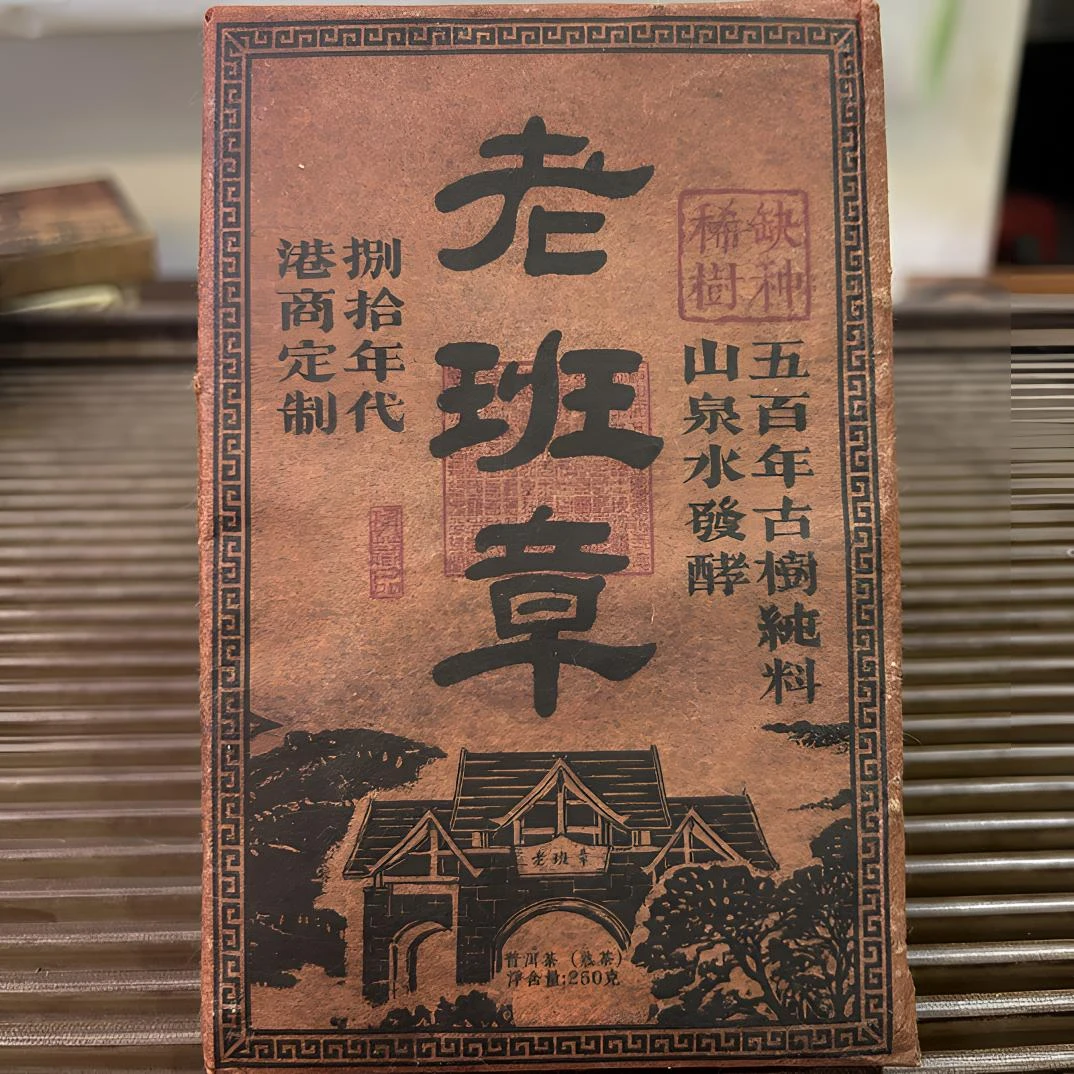 老班章
缺种
稀樹
五百年古樹純料
山泉水發酵
捌拾年代
港商定制
老班章
普洱茶（熟茶）
淨含量:250克